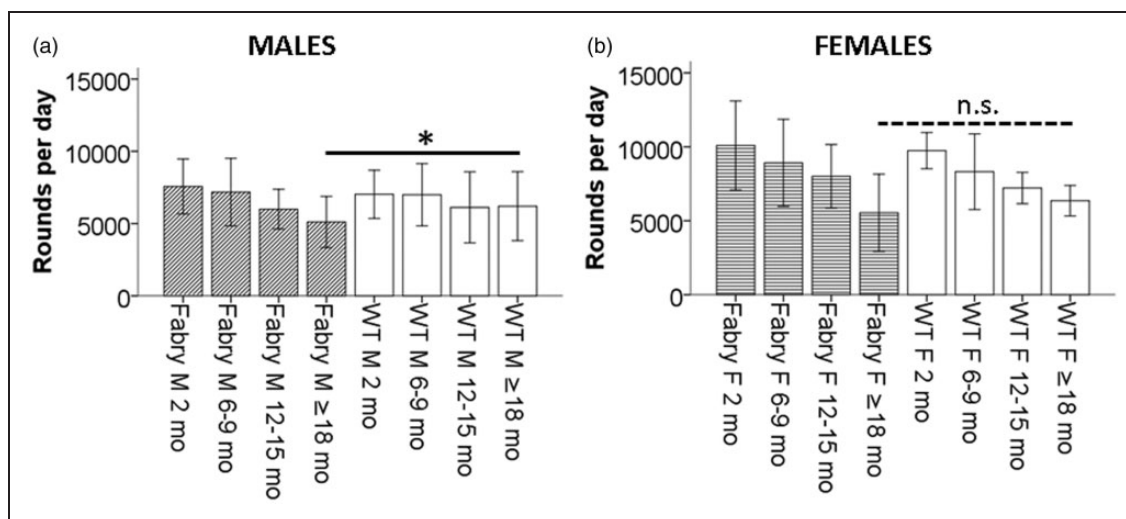 (a)
MALES
Rounds per day
15000
10000
5000
0
*
Fabry M 2 mo
Fabry M 6-9 mo
Fabry M 12-15 mo
Fabry M ≥18 mo
WT M 2 mo
WT M 6-9 mo
WT M 12-15 mo
WT M ≥18 mo
(b)
FEMALES
Rounds per day
15000
10000
5000
0
n.s.
Fabry F 2 mo
Fabry F 6-9 mo
Fabry F 12-15 mo
Fabry F ≥18 mo
WT F 2 mo
WT F 6-9 mo
WT F 12-15 mo
WT F ≥18 mo